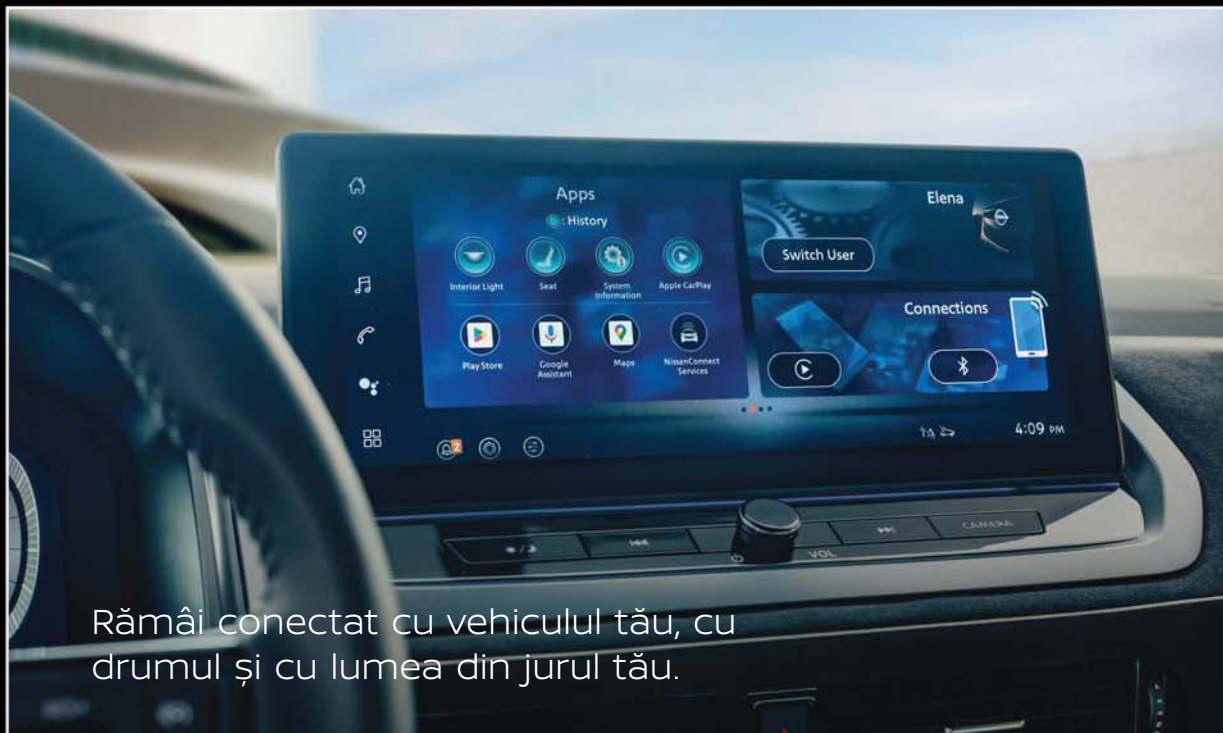 Apps
: History
Interior Light
Seat
System
Information
Apple CarPlay
Play Store
Google
Assistant
Maps
NissanConnect
Services
Elena
Switch User
Connections
2
4:09 PM
VOL
CAMERA
Rămâi conectat cu vehiculul tău, cu
drumul și cu lumea din jurul tău.